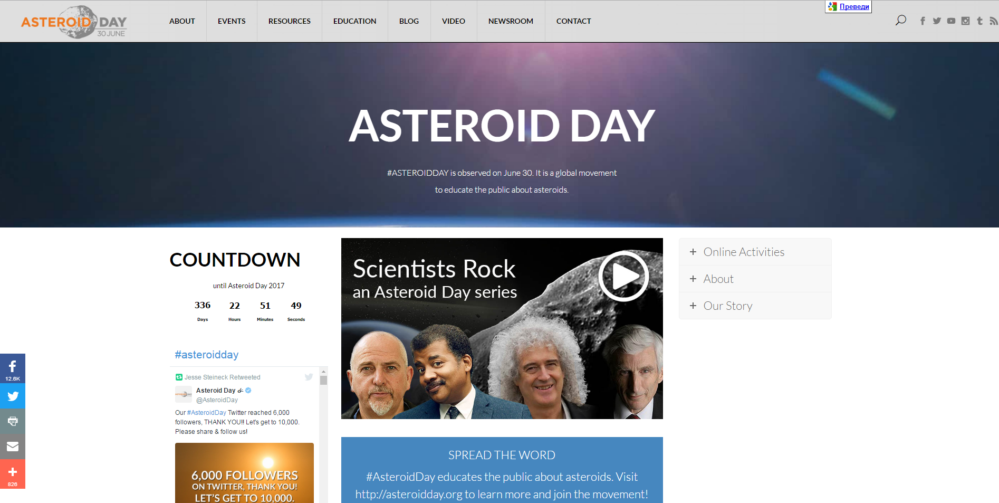 ASTEROID DAY
30 JUNE
ABOUT
EVENTS
RESOURCES
EDUCATION
BLOG
VIDEO
NEWSROOM
CONTACT
Преведи
ASTEROID DAY
#ASTEROIDDAY is observed on June 30. It is a global movement
to educate the public about asteroids.
COUNTDOWN
until Asteroid Day 2017
336 22 51 49
Days Hours Minutes Seconds
#asteroidday
Jesse Steineck Retweeted
Asteroid Day
@AsteroidDay
Our #AsteroidDay Twitter reached 6,000
followers, THANK YOU!! Let's get to 10,000.
Please share & follow us!
6,000 FOLLOWERS
ON TWITTER, THANK YOU!
LET'S GET TO 10,000.
Scientists Rock
an Asteroid Day series
SPREAD THE WORD
#AsteroidDay educates the public about asteroids. Visit
http://asteroidday.org to learn more and join the movement!
+ Online Activities
+ About
+ Our Story
12.6K
826